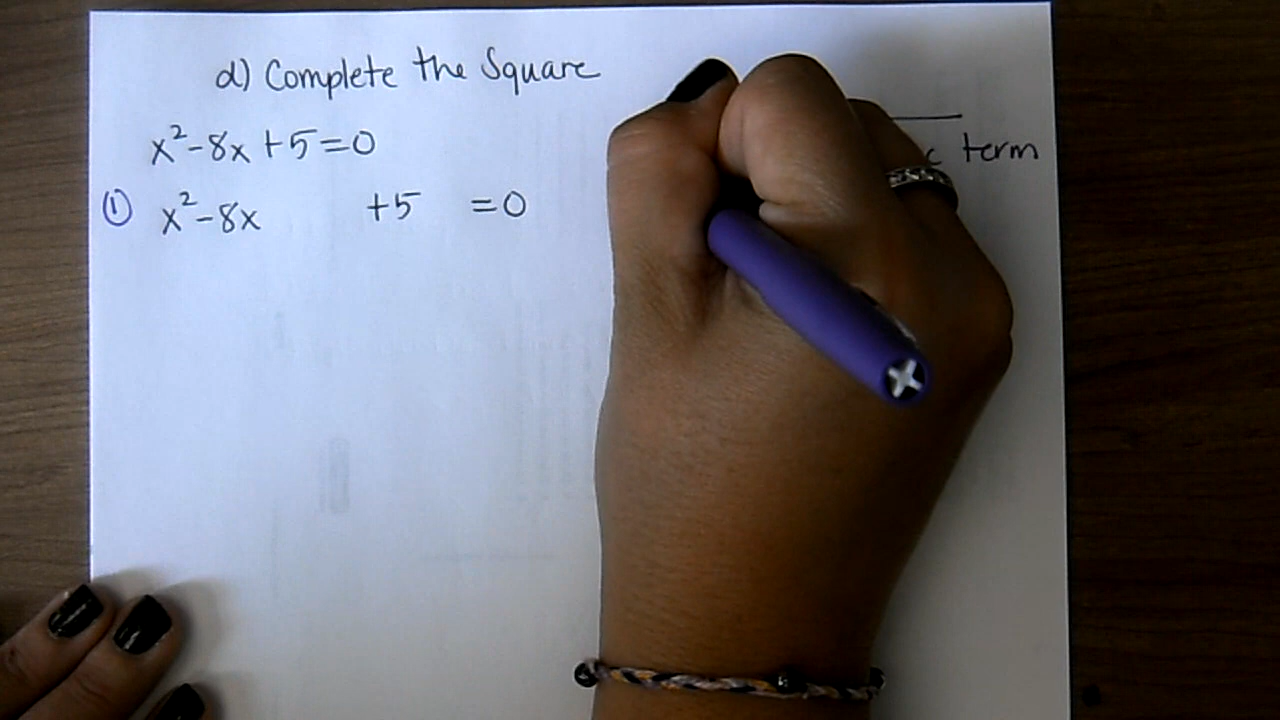 d) Complete the Square
x²-8x+5=0
① x²-8x +5 =0
c term